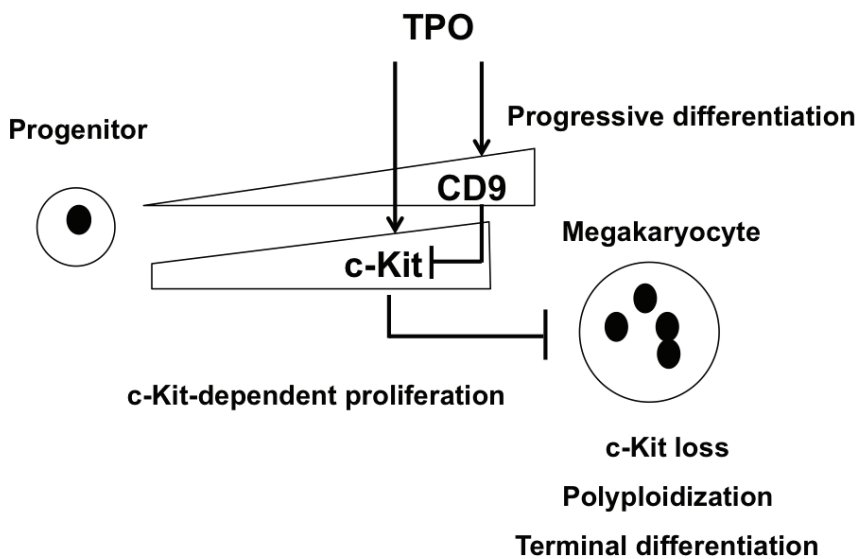 TPO
Progressive differentiation
Progenitor
CD9
Megakaryocyte
c-Kit
c-Kit-dependent proliferation
c-Kit loss
Polyploidization
Terminal differentiation